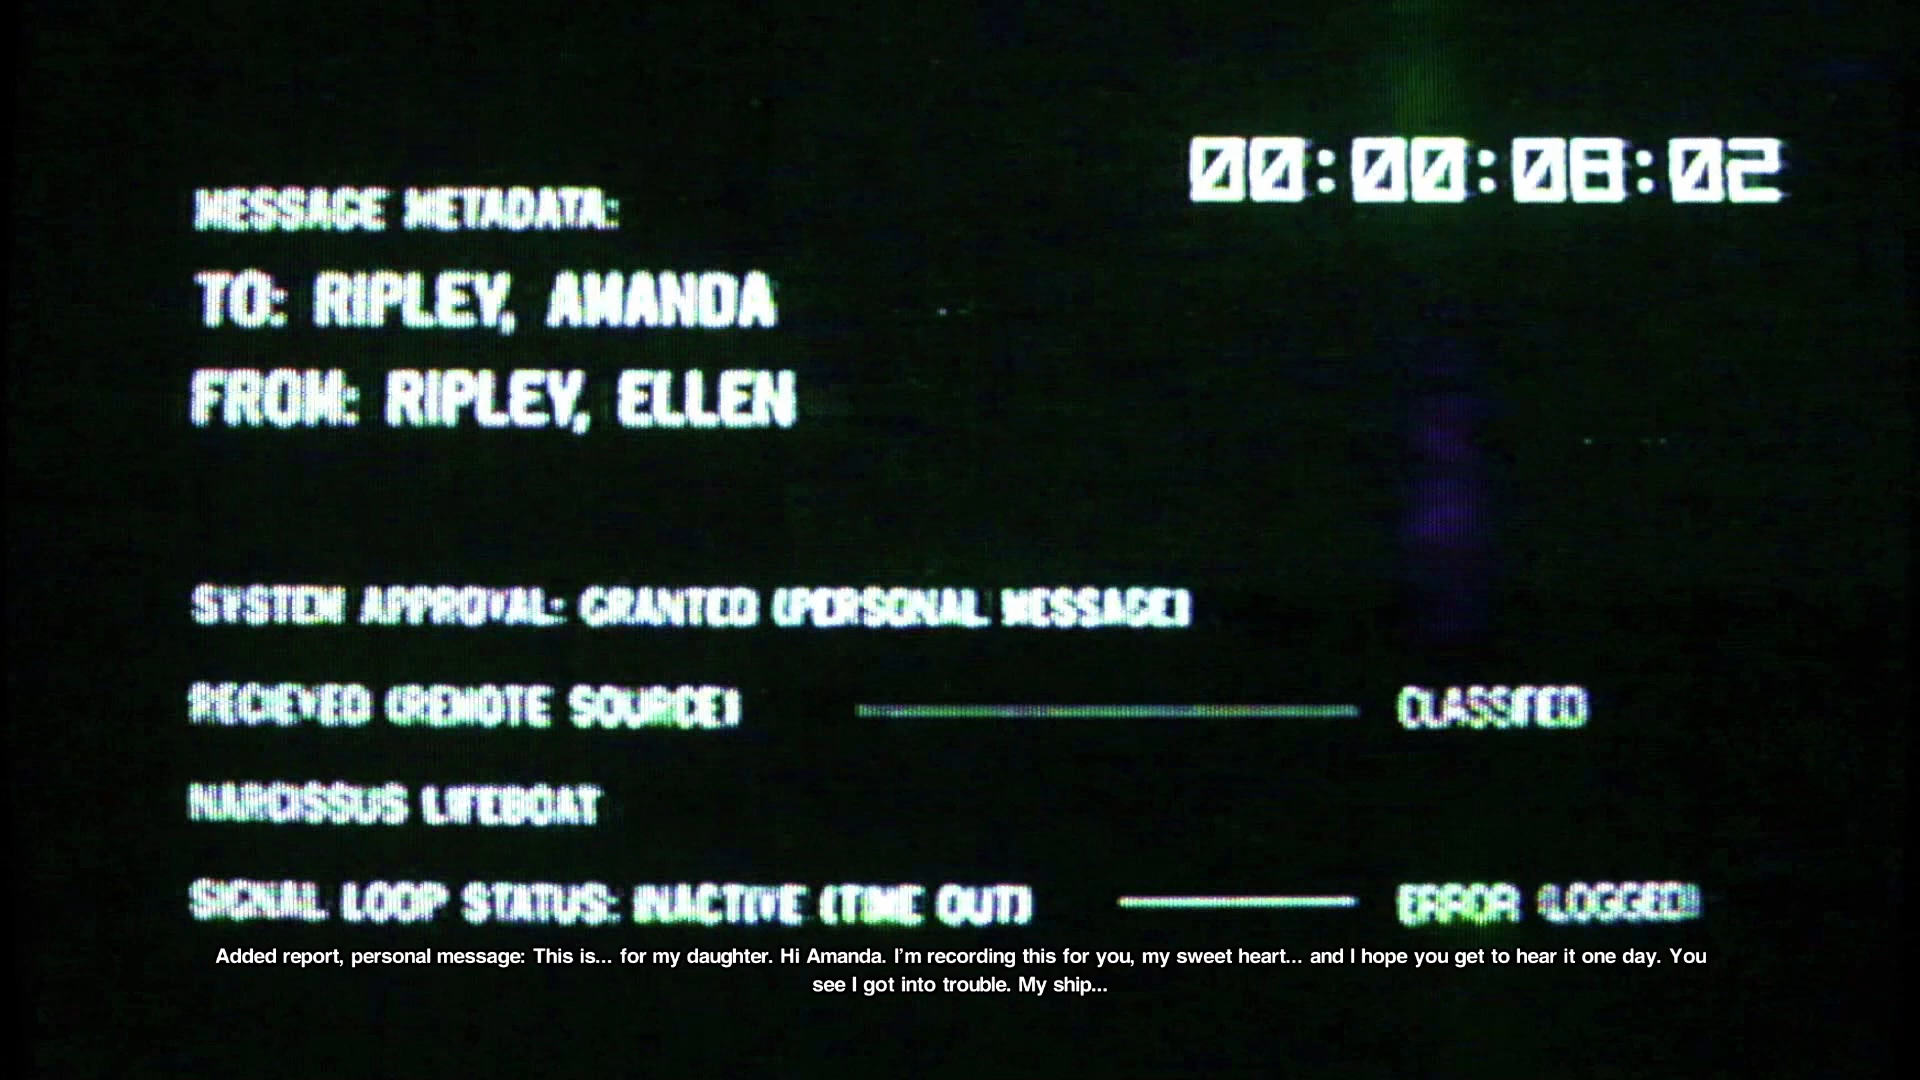 00:00:08:02
MESSAGE METADATA:
TO: RIPLEY, AMANDA
FROM: RIPLEY, ELLEN
SYSTEM APPROVAL: GRANTED (PERSONAL MESSAGE)
RECIEVED (REMOTE SOURCE) CLASSIFIED
NARCISSUS LIFEBOAT
SIGNAL LOOP STATUS: INACTIVE (TIME OUT) ERROR (LOGGED)
Added report, personal message: This is... for my daughter. Hi Amanda. I'm recording this for you, my sweet heart... and I hope you get to hear it one day. You
see I got into trouble. My ship...